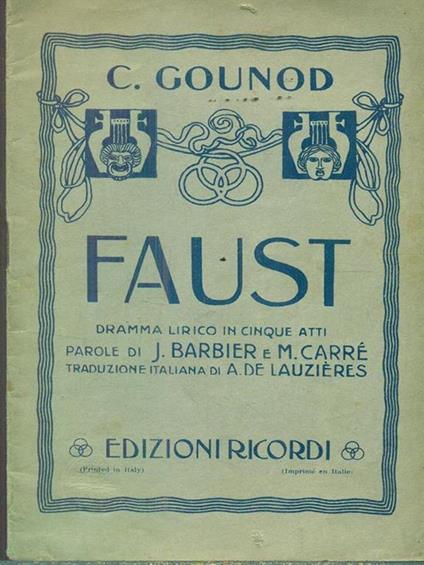 C. GOUNOD
FAUST
DRAMMA LIRICO IN CINQUE ATTI
PAROLE DI J. BARBIER E M. CARRÉ
TRADUZIONE ITALIANA DI A. DE LAUZIÈRES
EDIZIONI RICORDI
(Printed in Italy) (Imprimé en Italie)